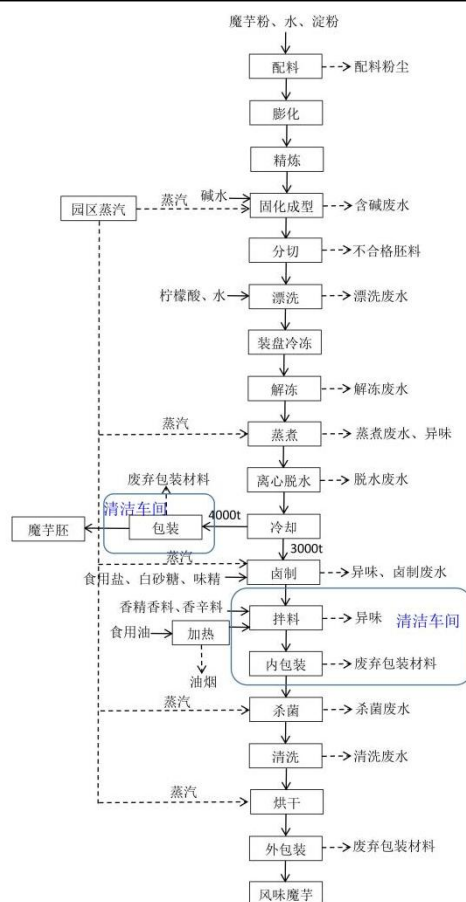 魔芋粉、水、淀粉
配料
配料粉尘
膨化
精炼
园区蒸汽
蒸汽
碱水
固化成型
含碱废水
分切
不合格胚料
柠檬酸、水
漂洗
漂洗废水
装盘冷冻
解冻
解冻废水
蒸汽
蒸煮
蒸煮废水、异味
离心脱水
脱水废水
废弃包装材料
清洁车间
魔芋胚
包装
4000t
冷却
3000t
蒸汽
食用盐、白砂糖、味精
卤制
异味、卤制废水
香精香料、香辛料
拌料
异味
清洁车间
食用油
加热
油烟
内包装
废弃包装材料
蒸汽
杀菌
杀菌废水
清洗
清洗废水
蒸汽
烘干
外包装
废弃包装材料
风味魔芋